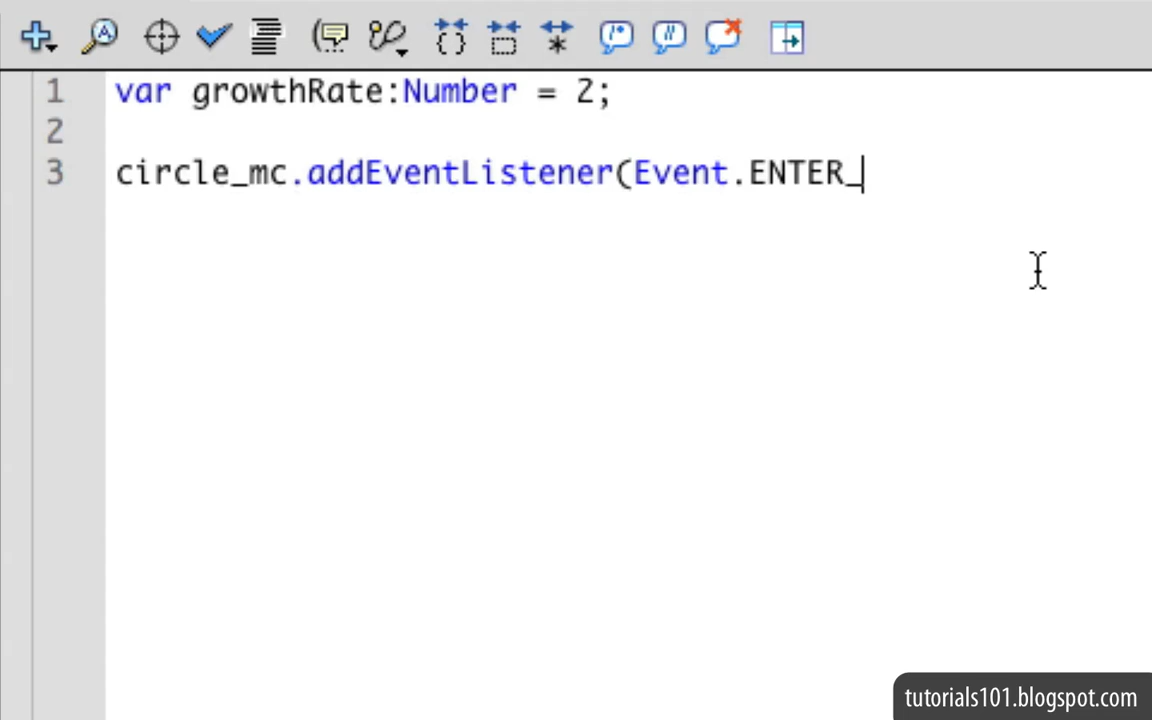 1 var growthRate:Number = 2;
2
3 circle_mc.addEventListener(Event.ENTER_
tutorials101.blogspot.com